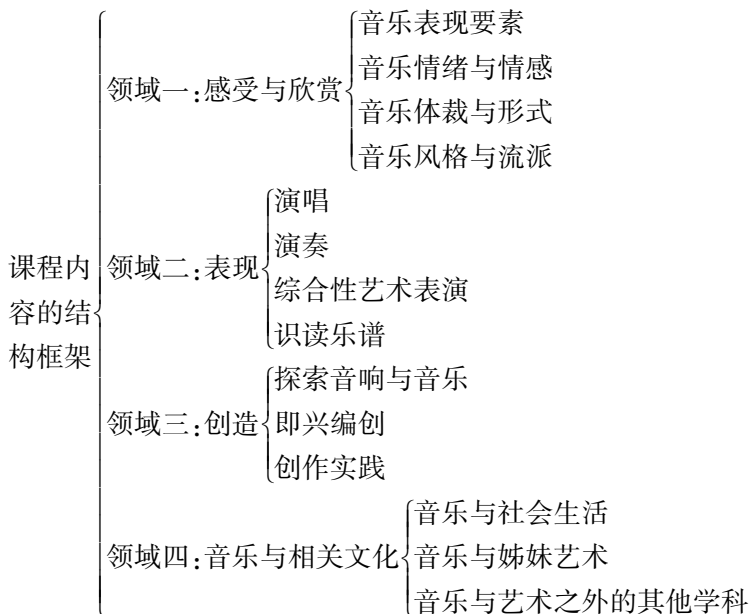 课程内容的结构框架
领域一:感受与欣赏
音乐表现要素
音乐情绪与情感
音乐体裁与形式
音乐风格与流派
领域二:表现
演唱
演奏
综合性艺术表演
识读乐谱
领域三:创造
探索音响与音乐
即兴编创
创作实践
领域四:音乐与相关文化
音乐与社会生活
音乐与姊妹艺术
音乐与艺术之外的其他学科